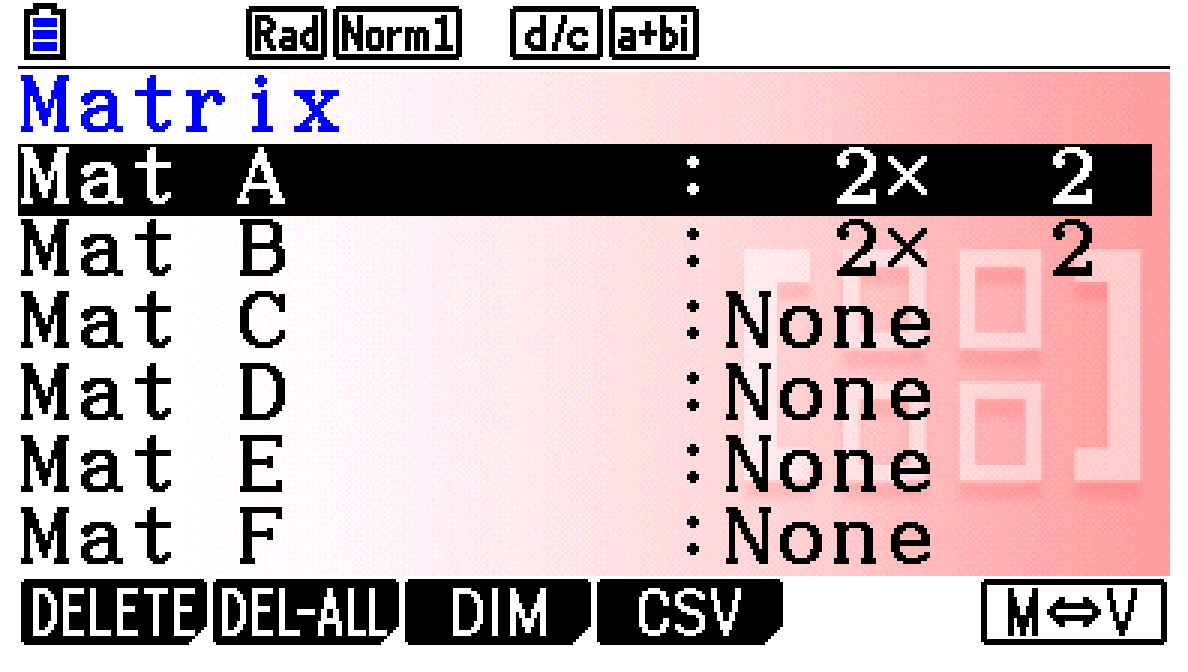 Rad Norm1 d/c a+bi
Matrix
Mat A : 2× 2
Mat B : 2× 2
Mat C :None
Mat D :None
Mat E :None
Mat F :None
DELETE DEL-ALL DIM CSV M⇔V